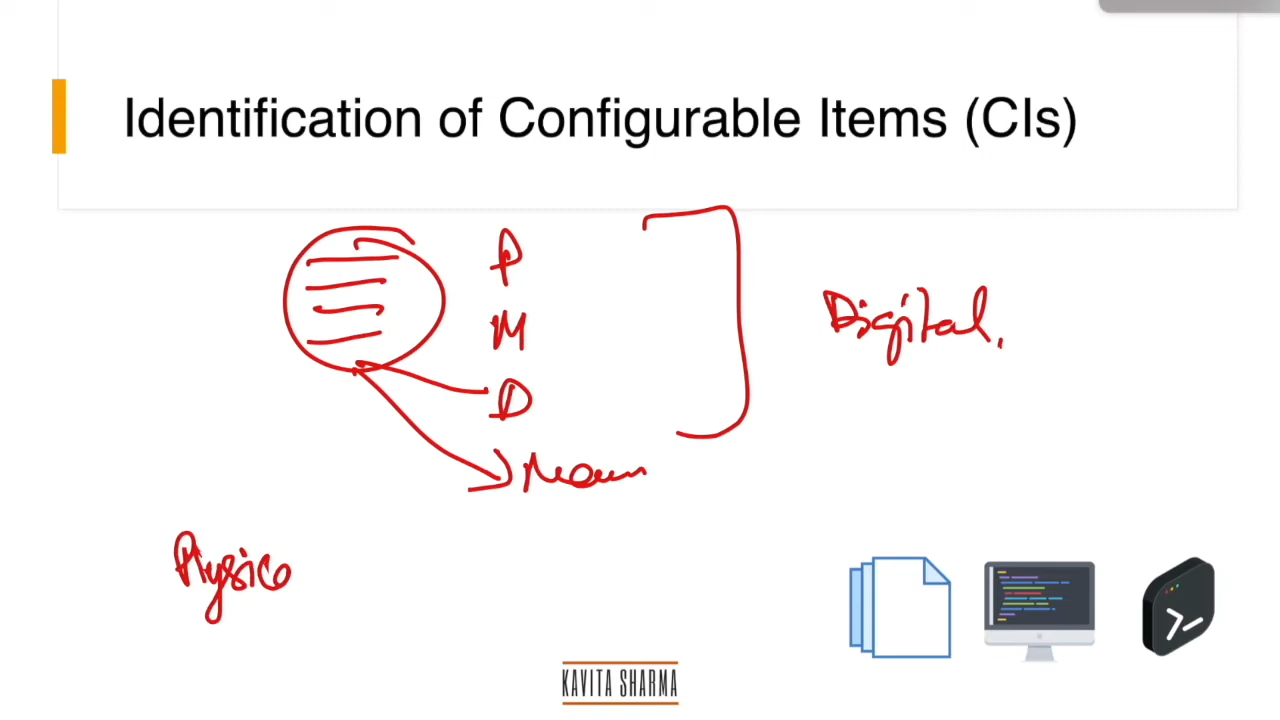 Identification of Configurable Items (CIs)
P
M
D
Digital.
Physica
KAVITA SHARMA